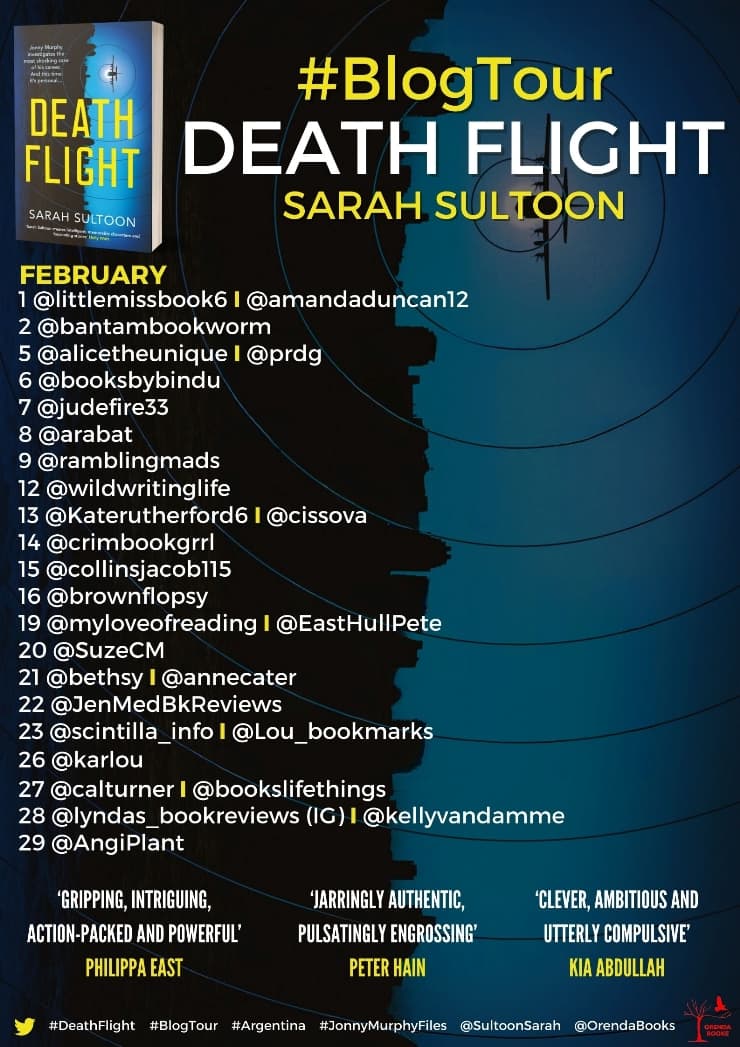 Jonny Murphy
investigates the
most shocking case
of his career.
And this time
it's personal...
DEATH
FLIGHT
SARAH SULTOON
#BlogTour
DEATH FLIGHT
SARAH SULTOON
FEBRUARY
1 @littlemissbook6 I @amandaduncan12
2 @bantambookworm
5 @alicetheunique I @prdg
6 @booksbybindu
7 @judefire33
8 @arabat
9 @ramblingmads
12 @wildwritinglife
13 @Katerutherford6 I @cissova
14 @crimbookgrrl
15 @collinsjacob115
16 @brownflopsy
19 @myloveofreading I @EastHullPete
20 @SuzeCM
21 @bethsy I @annecater
22 @JenMedBkReviews
23 @scintilla_info I @Lou_bookmarks
26 @karlou
27 @calturner I @bookslifethings
28 @lyndas_bookreviews (IG) I @kellyvandamme
29 @AngiPlant
'GRIPPING, INTRIGUING,
ACTION-PACKED AND POWERFUL'
PHILIPPA EAST
'JARRINGLY AUTHENTIC,
PULSATINGLY ENGROSSING'
PETER HAIN
'CLEVER, AMBITIOUS AND
UTTERLY COMPULSIVE'
KIA ABDULLAH
#DeathFlight #BlogTour #Argentina #JonnyMurphyFiles @SultoonSarah @OrendaBooks
ORENDA
BOOKS